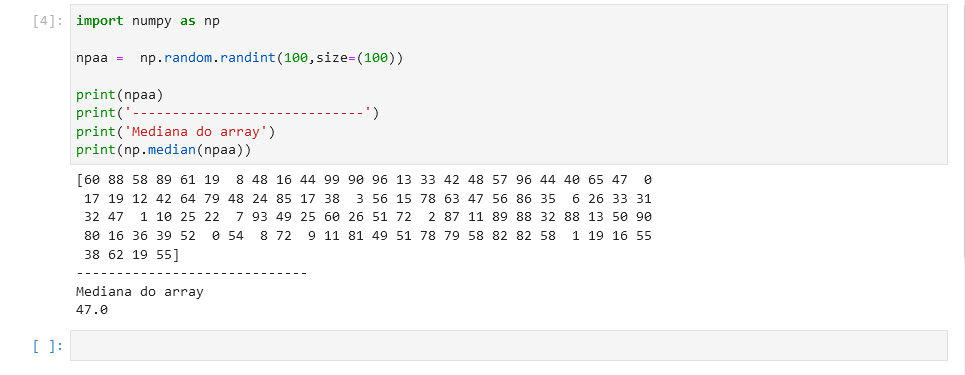 [4]: import numpy as np
npaa =  np.random.randint(100,size=(100))
print(npaa)
print('-----------------------------')
print('Mediana do array')
print(np.median(npaa))
[60 88 58 89 61 19  8 48 16 44 99 90 96 13 33 42 48 57 96 44 40 65 47  0
 17 19 12 42 64 79 48 24 85 17 38  3 56 15 78 63 47 56 86 35  6 26 33 31
 32 47  1 10 25 22  7 93 49 25 60 26 51 72  2 87 11 89 88 32 88 13 50 90
 80 16 36 39 52  0 54  8 72  9 11 81 49 51 78 79 58 82 82 58  1 19 16 55
 38 62 19 55]
-----------------------------
Mediana do array
47.0
[ ]: